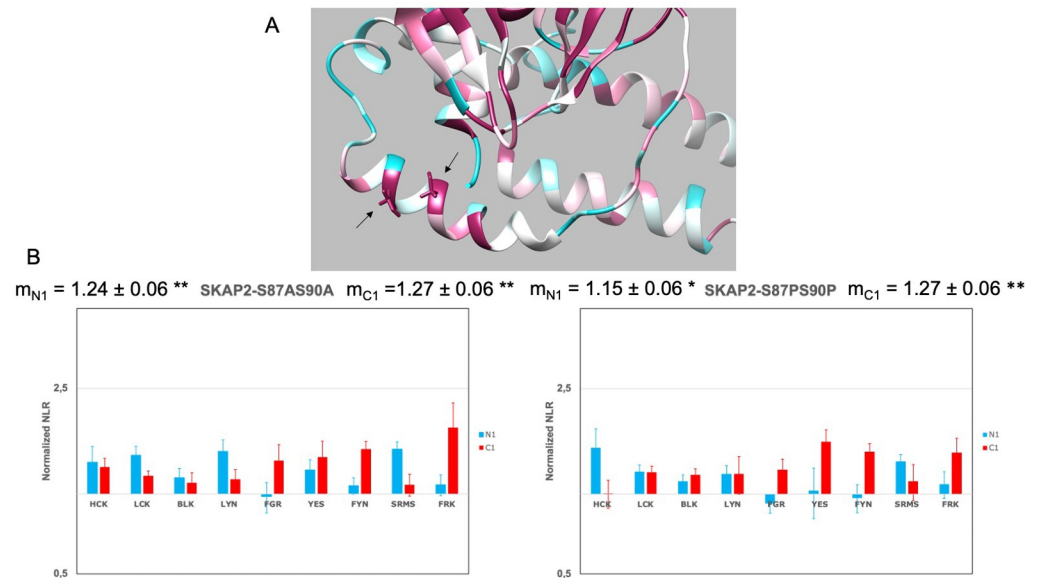 A
B
mN1 = 1.24 ± 0.06 ** SKAP2-S87AS90A mC1 =1.27 ± 0.06 ** mN1 = 1.15 ± 0.06 * SKAP2-S87PS90P mC1 = 1.27 ± 0.06 **
2,5
Normalized NLR
N1
C1
HCK LCK BLK LYN FGR YES FYN SRMS FRK
0,5
2,5
Normalized NLR
N1
C1
HCK LCK BLK LYN FGR YES FYN SRMS FRK
0,5